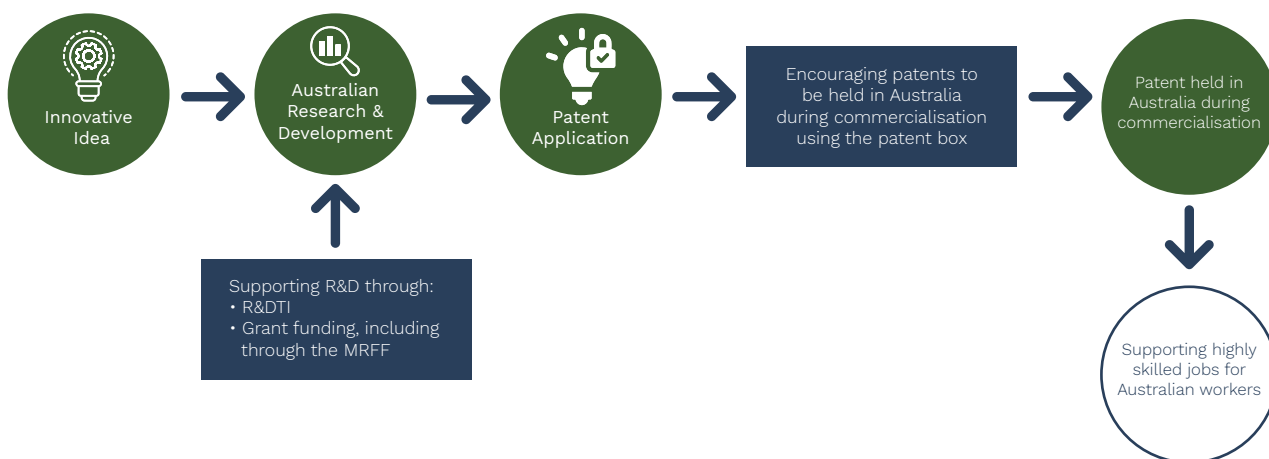 Innovative
Idea
Australian
Research &
Development
Patent
Application
Encouraging patents to
be held in Australia
during commercialisation
using the patent box
Patent held in
Australia during
commercialisation
Supporting R&D through:
• R&DTI
• Grant funding, including
through the MRFF
Supporting highly
skilled jobs for
Australian workers